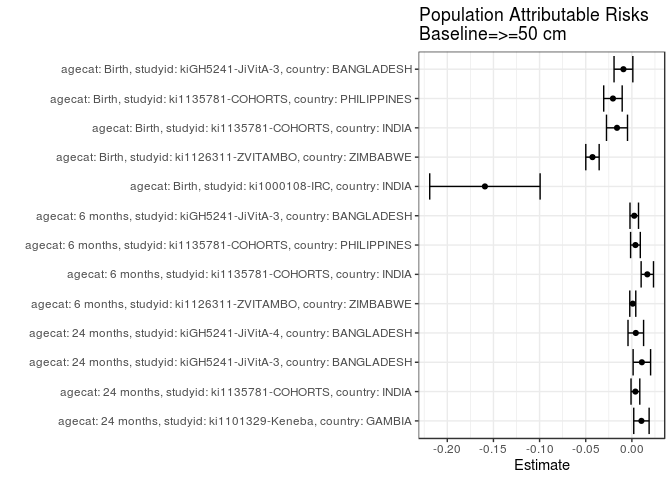 Population Attributable Risks
Baseline=>=50 cm
agecat: Birth, studyid: kiGH5241-JiVitA-3, country: BANGLADESH
agecat: Birth, studyid: ki1135781-COHORTS, country: PHILIPPINES
agecat: Birth, studyid: ki1135781-COHORTS, country: INDIA
agecat: Birth, studyid: ki1126311-ZVITAMBO, country: ZIMBABWE
agecat: Birth, studyid: ki1000108-IRC, country: INDIA
agecat: 6 months, studyid: kiGH5241-JiVitA-3, country: BANGLADESH
agecat: 6 months, studyid: ki1135781-COHORTS, country: PHILIPPINES
agecat: 6 months, studyid: ki1135781-COHORTS, country: INDIA
agecat: 6 months, studyid: ki1126311-ZVITAMBO, country: ZIMBABWE
agecat: 24 months, studyid: kiGH5241-JiVitA-4, country: BANGLADESH
agecat: 24 months, studyid: kiGH5241-JiVitA-3, country: BANGLADESH
agecat: 24 months, studyid: ki1135781-COHORTS, country: INDIA
agecat: 24 months, studyid: ki1101329-Keneba, country: GAMBIA
-0.20 -0.15 -0.10 -0.05 0.00
Estimate